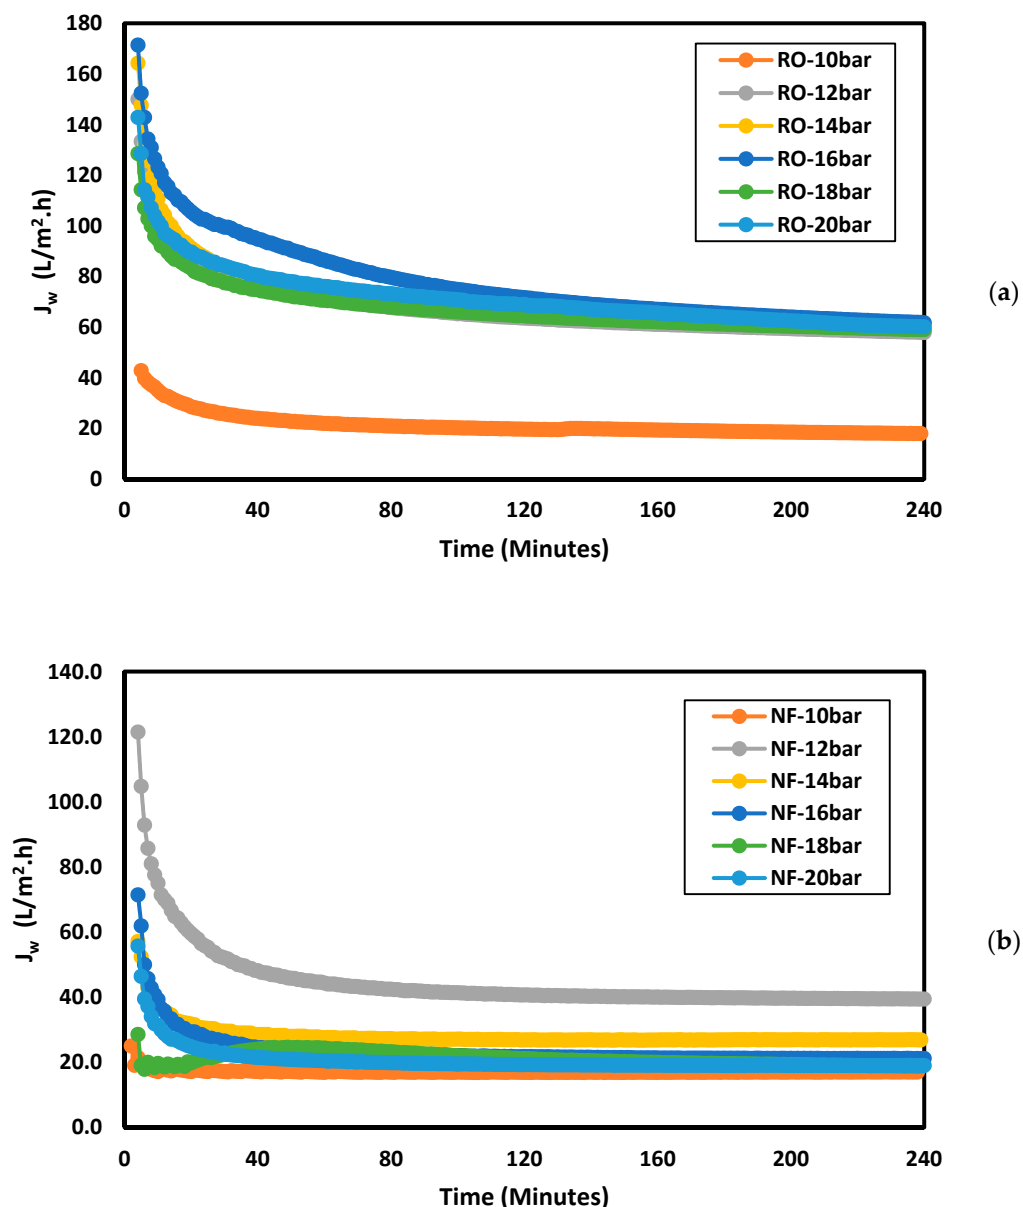 180
160
140
120
100
80
60
40
20
0
J_w (L/m².h)
RO-10bar
RO-12bar
RO-14bar
RO-16bar
RO-18bar
RO-20bar
0 40 80 120 160 200 240
Time (Minutes)
(a)
140.0
120.0
100.0
80.0
60.0
40.0
20.0
0.0
J_w (L/m².h)
NF-10bar
NF-12bar
NF-14bar
NF-16bar
NF-18bar
NF-20bar
0 40 80 120 160 200 240
Time (Minutes)
(b)